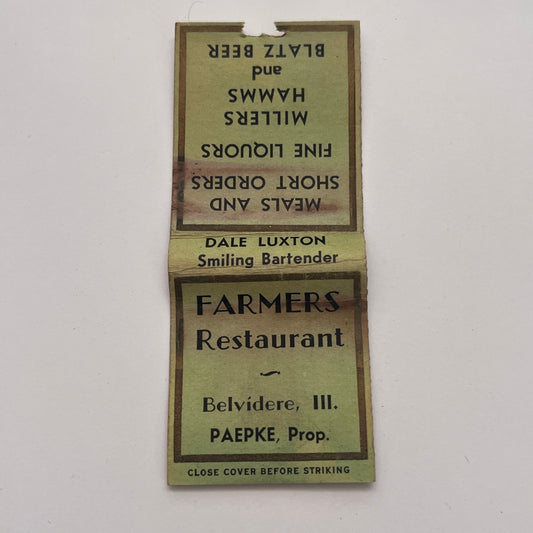 MEALS AND
SHORT ORDERS
FINE LIQUORS
MILLERS
HAMMS
and
BLATZ BEER
DALE LUXTON
Smiling Bartender
FARMERS
Restaurant
Belvidere, Ill.
PAEPKE, Prop.
CLOSE COVER BEFORE STRIKING